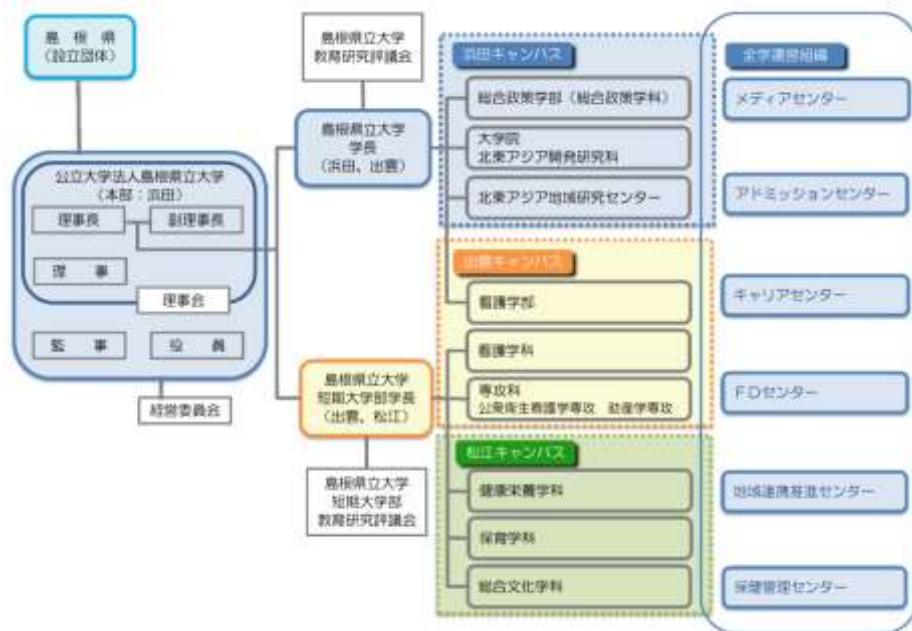 島根県
(設立団体)
公立大学法人島根県立大学
(本部:浜田)
理事長
副理事長
理事
理事会
監事
役員
経営委員会
島根県立大学
教育研究評議会
島根県立大学
学長
(浜田、出雲)
島根県立大学
短期大学部学長
(出雲、松江)
島根県立大学
短期大学部
教育研究評議会
浜田キャンパス
総合政策学部(総合政策学科)
大学院
北東アジア開発研究科
北東アジア地域研究センター
出雲キャンパス
看護学部
看護学科
専攻科
公衆衛生看護学専攻 助産学専攻
松江キャンパス
健康栄養学科
保育学科
総合文化学科
全学運営組織
メディアセンター
アドミッションセンター
キャリアセンター
FDセンター
地域連携推進センター
保健管理センター